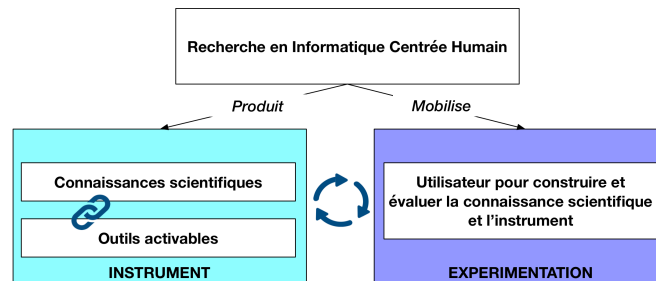 Recherche en Informatique Centrée Humain
Produit
Mobilise
Connaissances scientifiques
Outils activables
INSTRUMENT
Utilisateur pour construire et
évaluer la connaissance scientifique
et l'instrument
EXPERIMENTATION